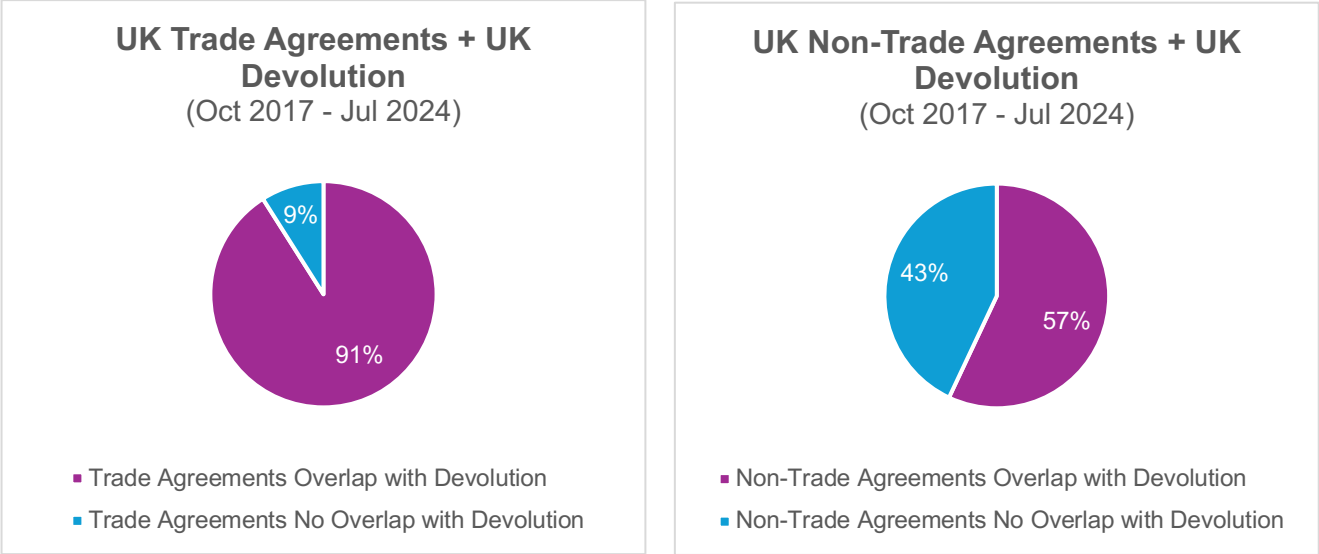 UK Trade Agreements + UK
Devolution
(Oct 2017 - Jul 2024)
9%
91%
Trade Agreements Overlap with Devolution
Trade Agreements No Overlap with Devolution
UK Non-Trade Agreements + UK
Devolution
(Oct 2017 - Jul 2024)
43%
57%
Non-Trade Agreements Overlap with Devolution
Non-Trade Agreements No Overlap with Devolution